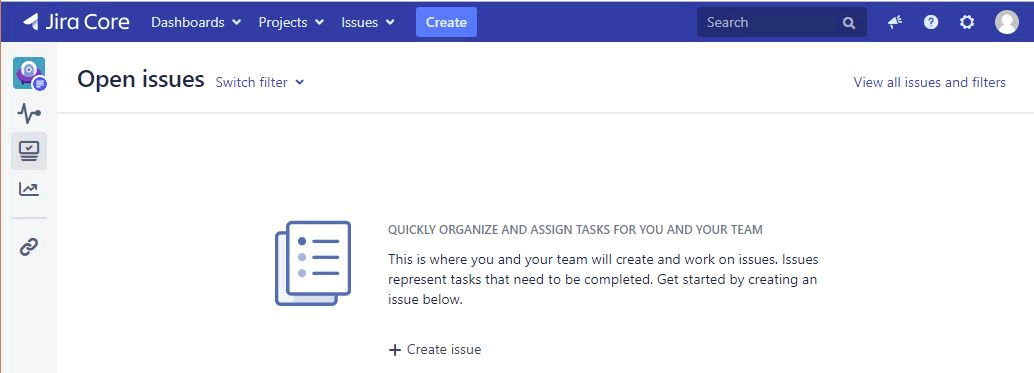 Jira Core Dashboards Projects Issues Create Search
Open issues Switch filter View all issues and filters
QUICKLY ORGANIZE AND ASSIGN TASKS FOR YOU AND YOUR TEAM
This is where you and your team will create and work on issues. Issues
represent tasks that need to be completed. Get started by creating an
issue below.
+ Create issue